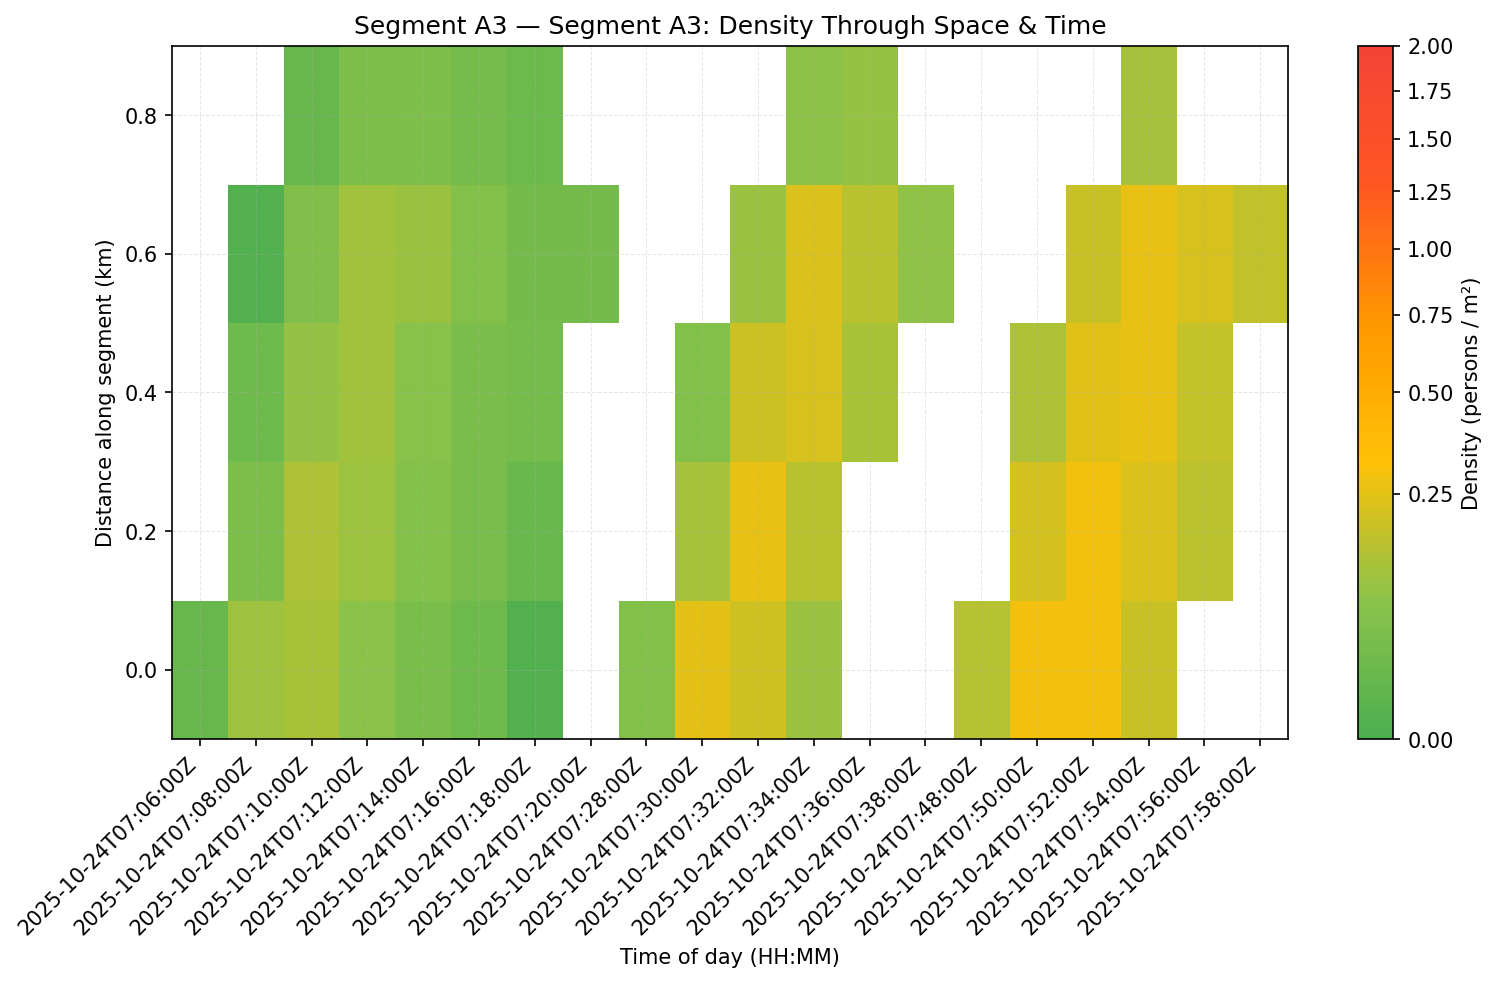 Segment A3 — Segment A3: Density Through Space & Time
Distance along segment (km)
0.8
0.6
0.4
0.2
0.0
2025-10-24T07:06:00Z
2025-10-24T07:08:00Z
2025-10-24T07:10:00Z
2025-10-24T07:12:00Z
2025-10-24T07:14:00Z
2025-10-24T07:16:00Z
2025-10-24T07:18:00Z
2025-10-24T07:20:00Z
2025-10-24T07:28:00Z
2025-10-24T07:30:00Z
2025-10-24T07:32:00Z
2025-10-24T07:34:00Z
2025-10-24T07:36:00Z
2025-10-24T07:38:00Z
2025-10-24T07:48:00Z
2025-10-24T07:50:00Z
2025-10-24T07:52:00Z
2025-10-24T07:54:00Z
2025-10-24T07:56:00Z
2025-10-24T07:58:00Z
Time of day (HH:MM)
2.00
1.75
1.50
1.25
1.00
0.75
0.50
0.25
0.00
Density (persons / m²)